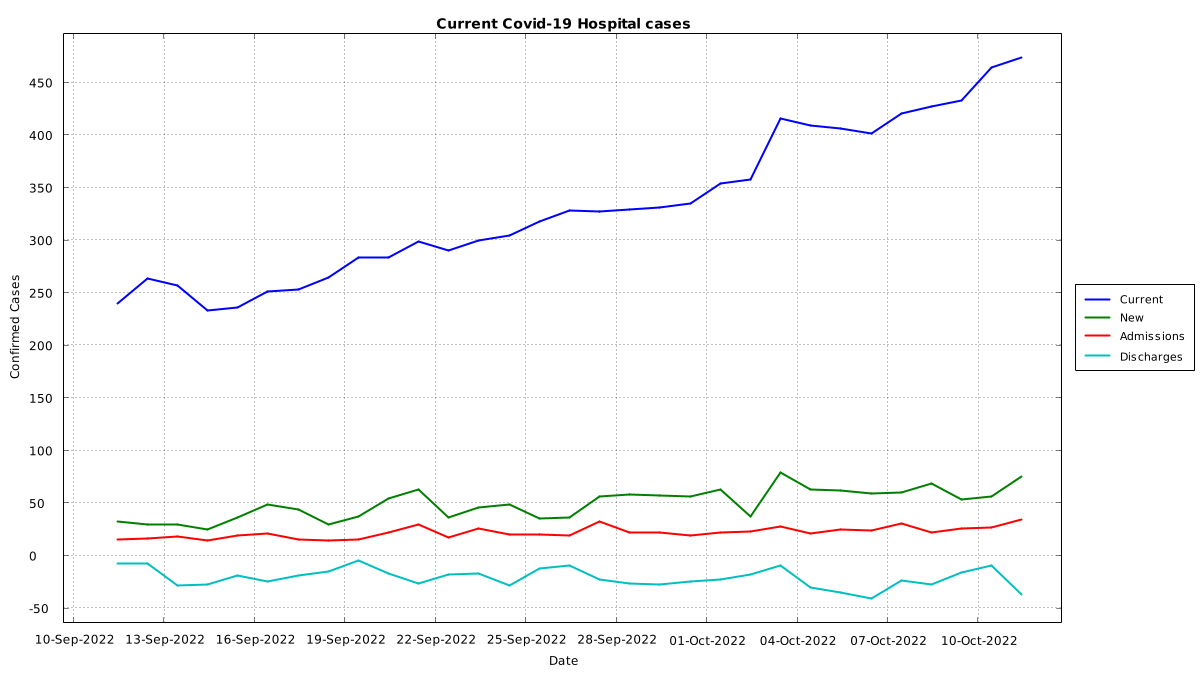 Current Covid-19 Hospital cases
450
400
350
300
250
200
150
100
50
0
-50
Confirmed Cases
10-Sep-2022 13-Sep-2022 16-Sep-2022 19-Sep-2022 22-Sep-2022 25-Sep-2022 28-Sep-2022 01-Oct-2022 04-Oct-2022 07-Oct-2022 10-Oct-2022
Date
Current
New
Admissions
Discharges